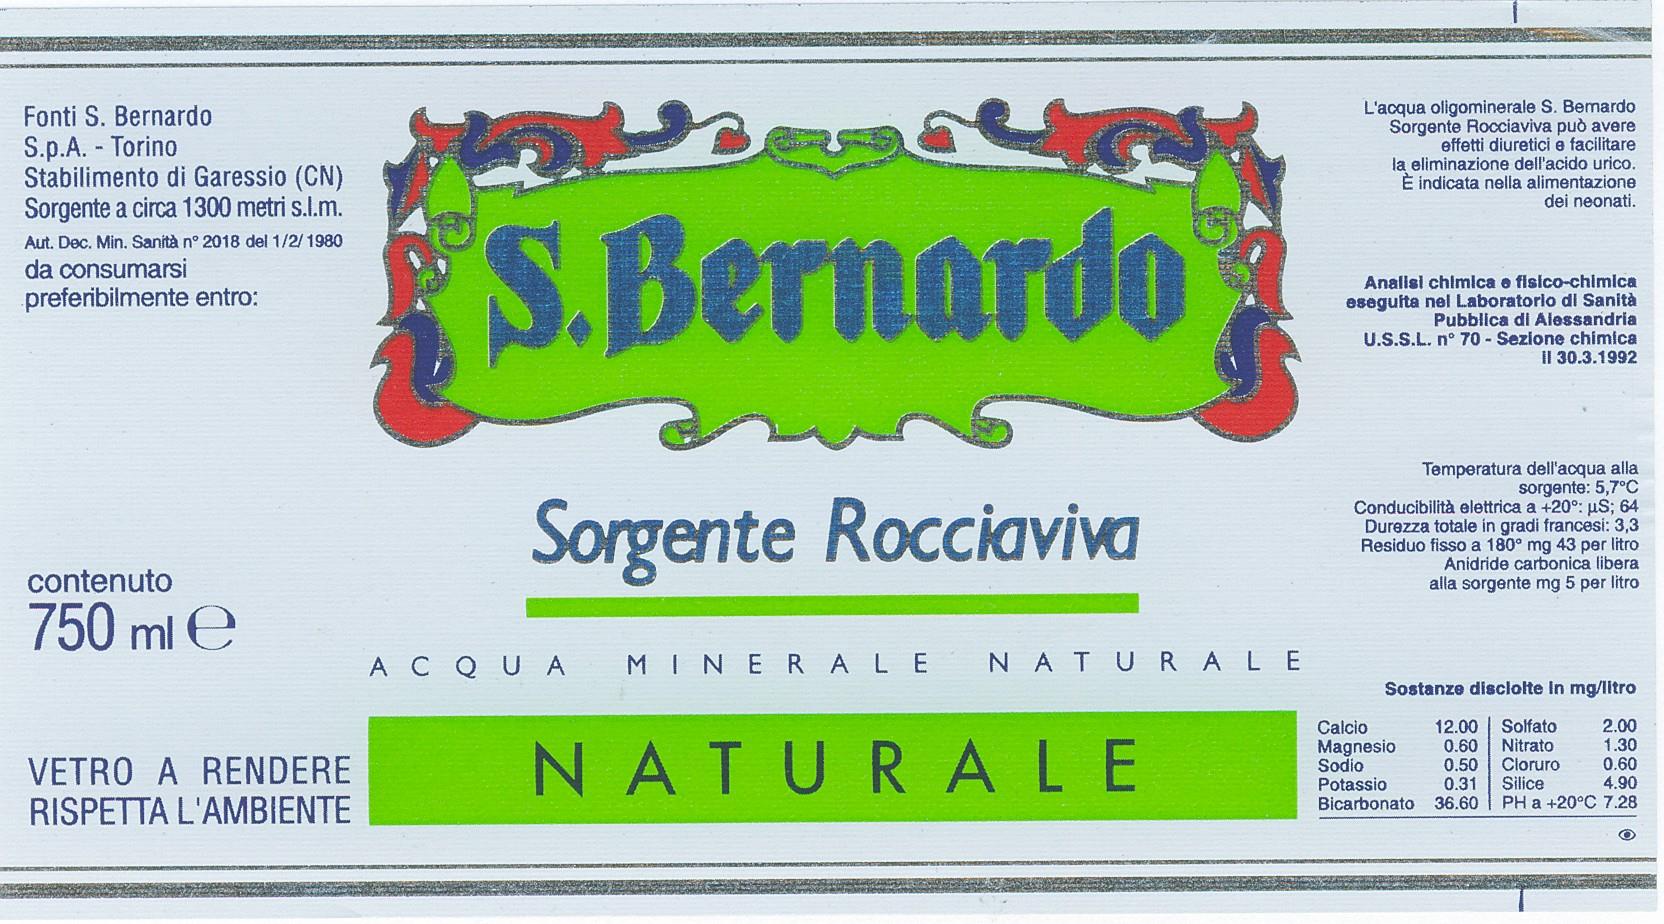 Fonti S. Bernardo
S.p.A. - Torino
Stabilimento di Garessio (CN)
Sorgente a circa 1300 metri s.l.m.
Aut. Dec. Min. Sanità n° 2018 del 1/2/1980
da consumarsi
preferibilmente entro:
contenuto
750 ml ℮
VETRO A RENDERE
RISPETTA L'AMBIENTE
S. Bernardo
Sorgente Rocciaviva
ACQUA MINERALE NATURALE
NATURALE
L'acqua oligominerale S. Bernardo
Sorgente Rocciaviva può avere
effetti diuretici e facilitare
la eliminazione dell'acido urico.
È indicata nella alimentazione
dei neonati.
Analisi chimica e fisico-chimica
eseguita nel Laboratorio di Sanità
Pubblica di Alessandria
U.S.S.L. n° 70 - Sezione chimica
il 30.3.1992
Temperatura dell'acqua alla
sorgente: 5,7°C
Conducibilità elettrica a +20°: µS; 64
Durezza totale in gradi francesi: 3,3
Residuo fisso a 180° mg 43 per litro
Anidride carbonica libera
alla sorgente mg 5 per litro
Sostanze disciolte in mg/litro
Calcio 12.00 Solfato 2.00
Magnesio 0.60 Nitrato 1.30
Sodio 0.50 Cloruro 0.60
Potassio 0.31 Silice 4.90
Bicarbonato 36.60 PH a +20°C 7.28